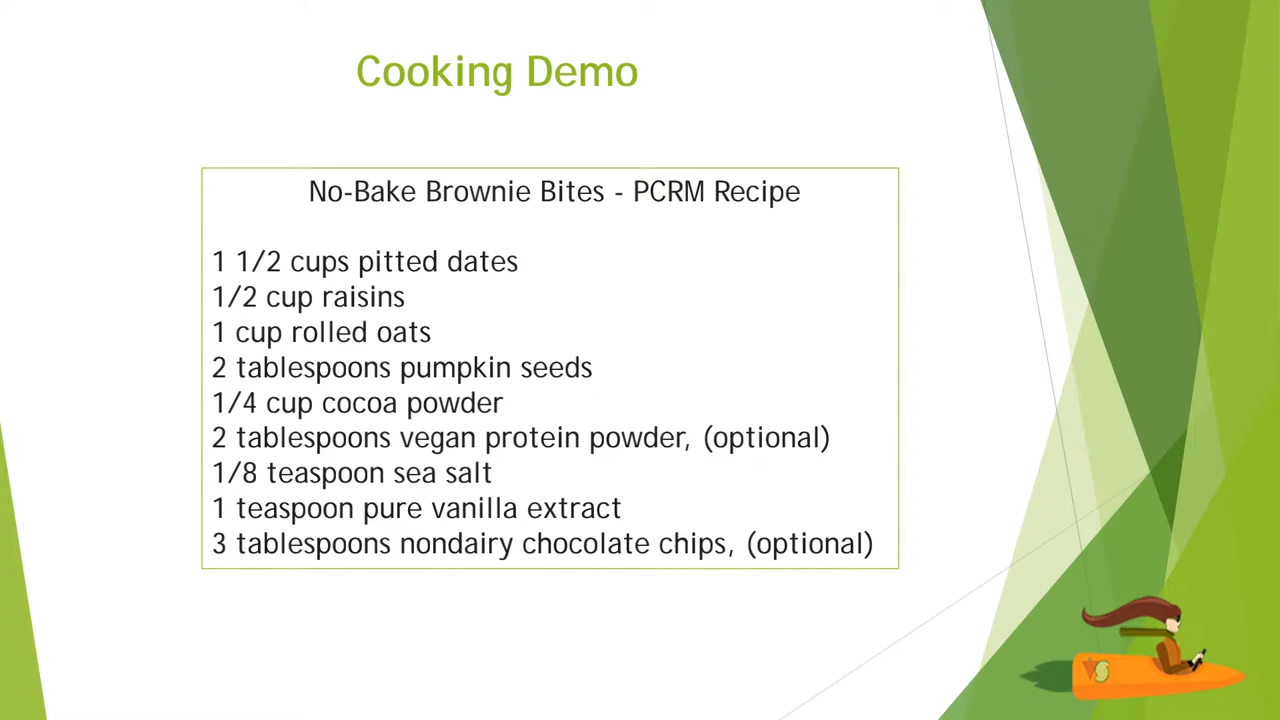 Cooking Demo
No-Bake Brownie Bites - PCRM Recipe
1 1/2 cups pitted dates
1/2 cup raisins
1 cup rolled oats
2 tablespoons pumpkin seeds
1/4 cup cocoa powder
2 tablespoons vegan protein powder, (optional)
1/8 teaspoon sea salt
1 teaspoon pure vanilla extract
3 tablespoons nondairy chocolate chips, (optional)
VS